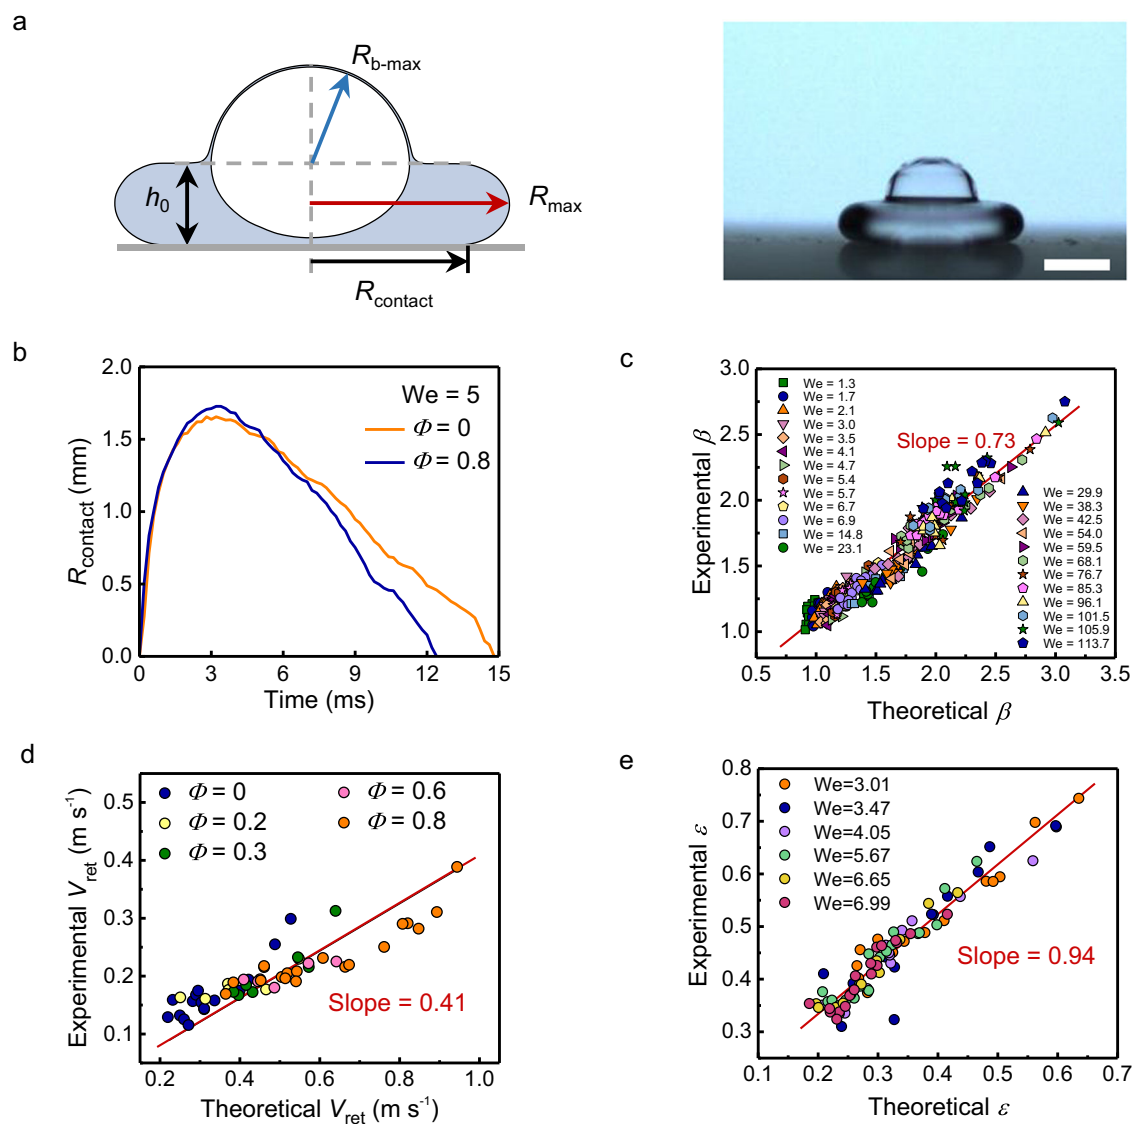 a
R_b-max
h_0
R_max
R_contact
b
R_contact (mm)
2.0
1.5
1.0
0.5
0.0
We = 5
Φ = 0
Φ = 0.8
0 3 6 9 12 15
Time (ms)
c
Experimental β
3.0
2.5
2.0
1.5
1.0
We = 1.3
We = 1.7
We = 2.1
We = 3.0
We = 3.5
We = 4.1
We = 4.7
We = 5.4
We = 5.7
We = 6.7
We = 6.9
We = 14.8
We = 23.1
Slope = 0.73
We = 29.9
We = 38.3
We = 42.5
We = 54.0
We = 59.5
We = 68.1
We = 76.7
We = 85.3
We = 96.1
We = 101.5
We = 105.9
We = 113.7
0.5 1.0 1.5 2.0 2.5 3.0 3.5
Theoretical β
d
Experimental V_ret (m s⁻¹)
0.5
0.4
0.3
0.2
0.1
Φ = 0
Φ = 0.2
Φ = 0.3
Φ = 0.6
Φ = 0.8
Slope = 0.41
0.2 0.4 0.6 0.8 1.0
Theoretical V_ret (m s⁻¹)
e
Experimental ε
0.8
0.7
0.6
0.5
0.4
0.3
We=3.01
We=3.47
We=4.05
We=5.67
We=6.65
We=6.99
Slope = 0.94
0.1 0.2 0.3 0.4 0.5 0.6 0.7
Theoretical ε